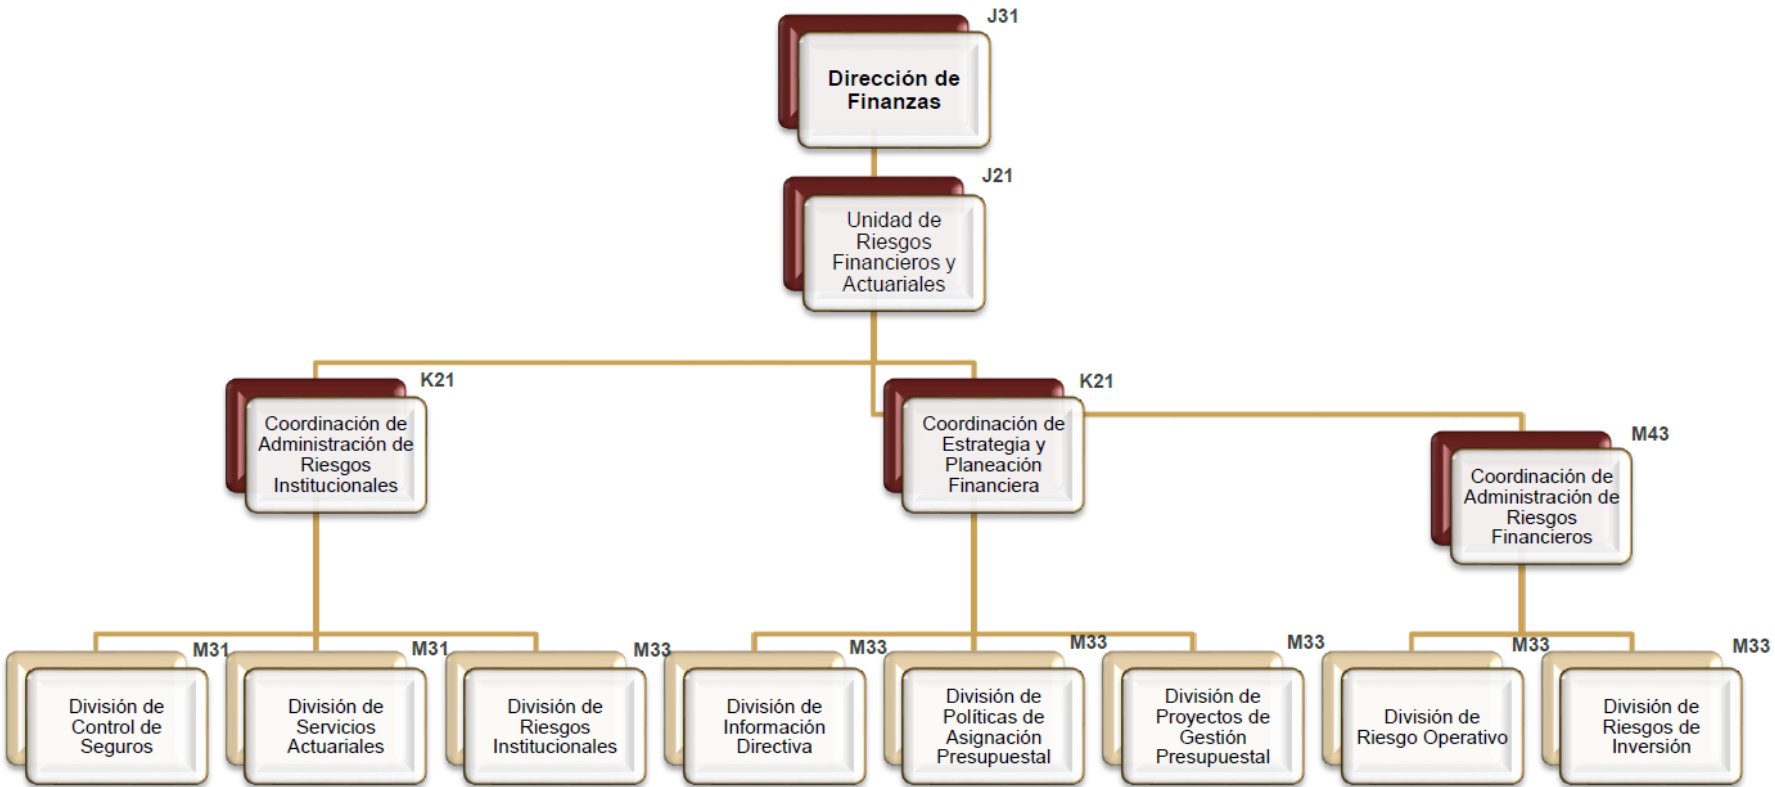 J31
Dirección de
Finanzas
J21
Unidad de
Riesgos
Financieros y
Actuariales
K21
Coordinación de
Administración de
Riesgos
Institucionales
K21
Coordinación de
Estrategia y
Planeación
Financiera
M43
Coordinación de
Administración de
Riesgos
Financieros
M31
División de
Control de
Seguros
M31
División de
Servicios
Actuariales
M33
División de
Riesgos
Institucionales
M33
División de
Información
Directiva
M33
División de
Políticas de
Asignación
Presupuestal
M33
División de
Proyectos de
Gestión
Presupuestal
M33
División de
Riesgo Operativo
M33
División de
Riesgos de
Inversión